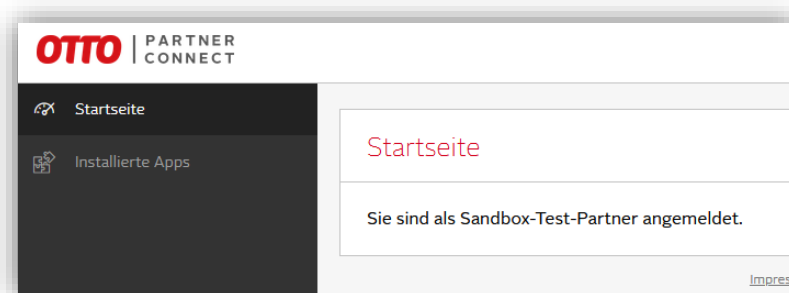 OTTO | PARTNER
CONNECT
Startseite
Installierte Apps
Startseite
Sie sind als Sandbox-Test-Partner angemeldet.